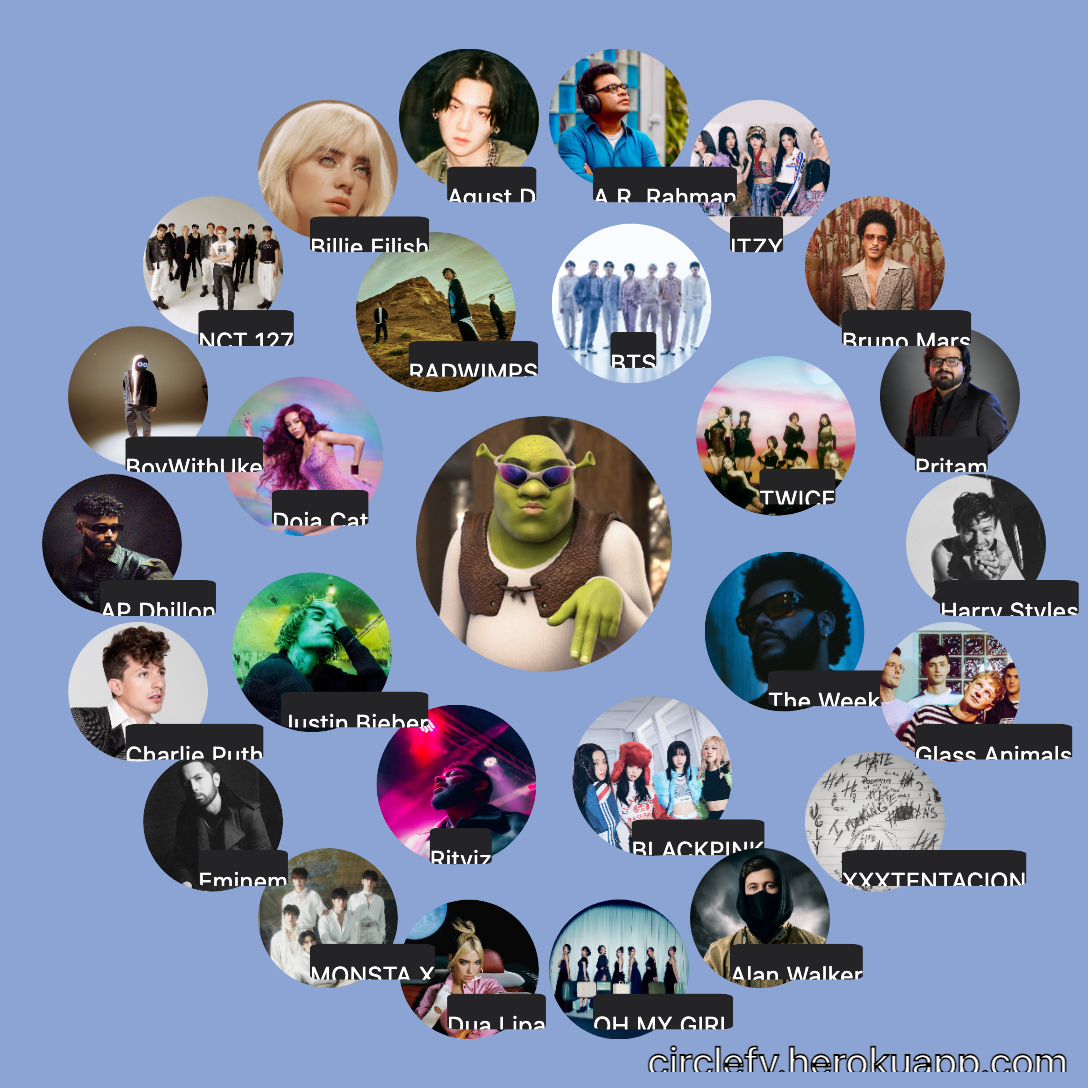 Agust D
A.R. Rahman
Billie Eilish
ITZY
NCT 127
RADWIMPS
BTS
Bruno Mars
BoyWithUke
Doja Cat
TWICE
Pritam
AP Dhillon
Harry Styles
Charlie Puth
Justin Bieber
The Week
Glass Animals
Eminem
Ritviz
BLACKPINK
HATE
XXXTENTACION
MONSTA X
Alan Walker
Dua Lipa
OH MY GIRL
circlefy.herokuapp.com